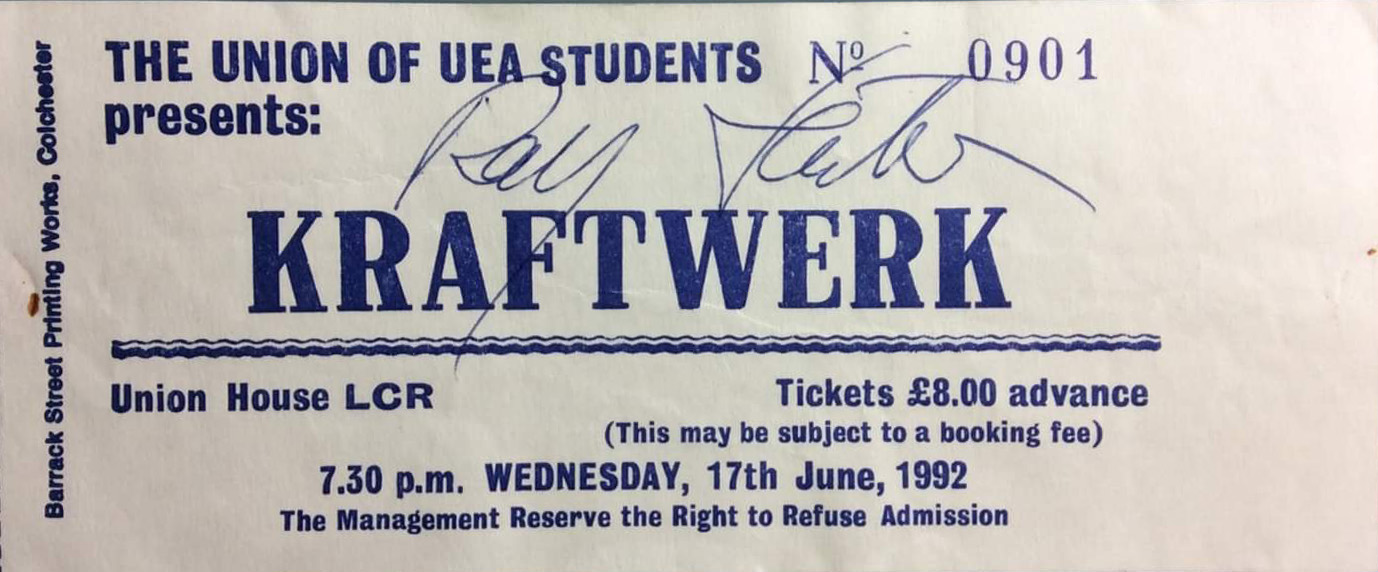 THE UNION OF UEA STUDENTS Nº 0901
presents:
Ralf Hütter
KRAFTWERK
Union House LCR Tickets £8.00 advance
(This may be subject to a booking fee)
7.30 p.m. WEDNESDAY, 17th June, 1992
The Management Reserve the Right to Refuse Admission
Barrack Street Printing Works, Colchester